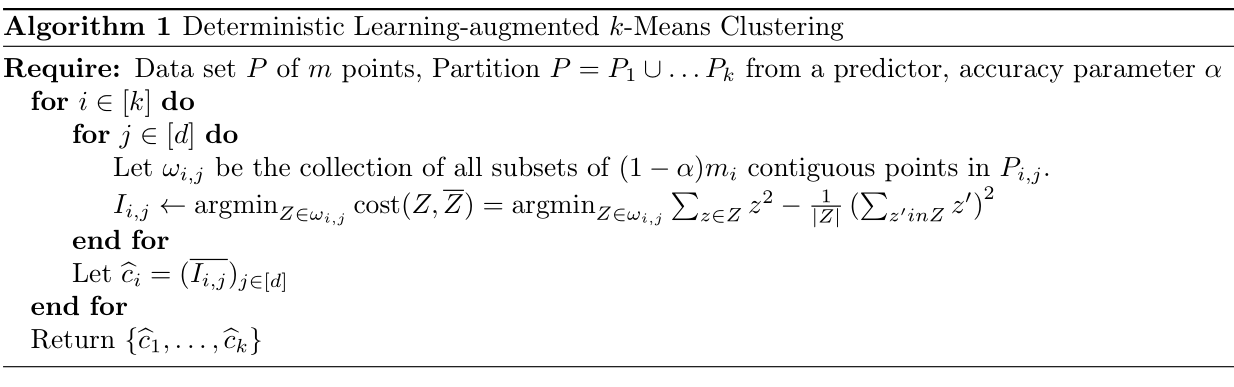 Algorithm 1 Deterministic Learning-augmented k-Means Clustering
Require: Data set P of m points, Partition P = P_1 ∪ … P_k from a predictor, accuracy parameter α
for i ∈ [k] do
for j ∈ [d] do
Let ω_{i,j} be the collection of all subsets of (1 − α)m_i contiguous points in P_{i,j}.
I_{i,j} ← argmin_{Z∈ω_{i,j}} cost(Z, \overline{Z}) = argmin_{Z∈ω_{i,j}} ∑_{z∈Z} z^2 − \frac{1}{|Z|} (∑_{z′inZ} z′)^2
end for
Let \widehat{c}_i = (\overline{I_{i,j}})_{j∈[d]}
end for
Return {\widehat{c}_1, …, \widehat{c}_k}